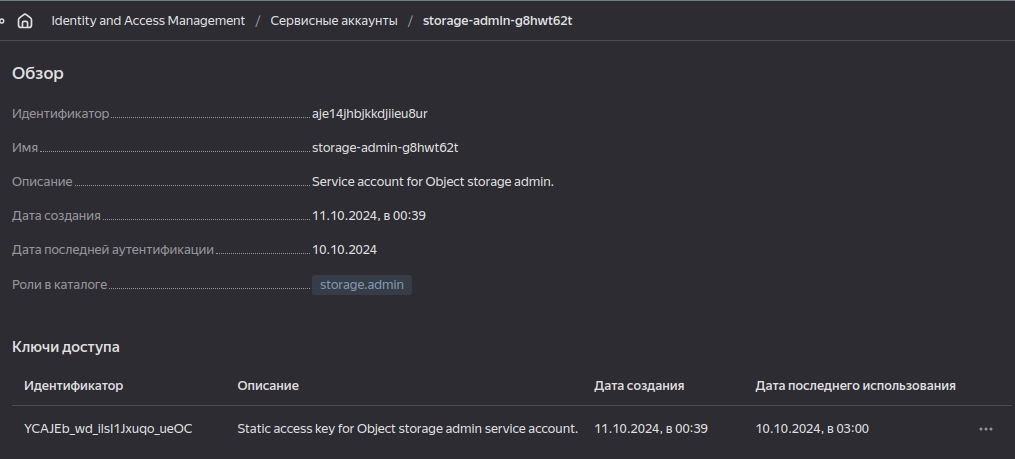 Identity and Access Management / Сервисные аккаунты / storage-admin-g8hwt62t
Обзор
Идентификатор aje14jhbjkkdjiieu8ur
Имя storage-admin-g8hwt62t
Описание Service account for Object storage admin.
Дата создания 11.10.2024, в 00:39
Дата последней аутентификации 10.10.2024
Роли в каталоге storage.admin
Ключи доступа
Идентификатор Описание Дата создания Дата последнего использования
YCAJEb_wd_ilsI1Jxuqo_ueOC Static access key for Object storage admin service account. 11.10.2024, в 00:39 10.10.2024, в 03:00